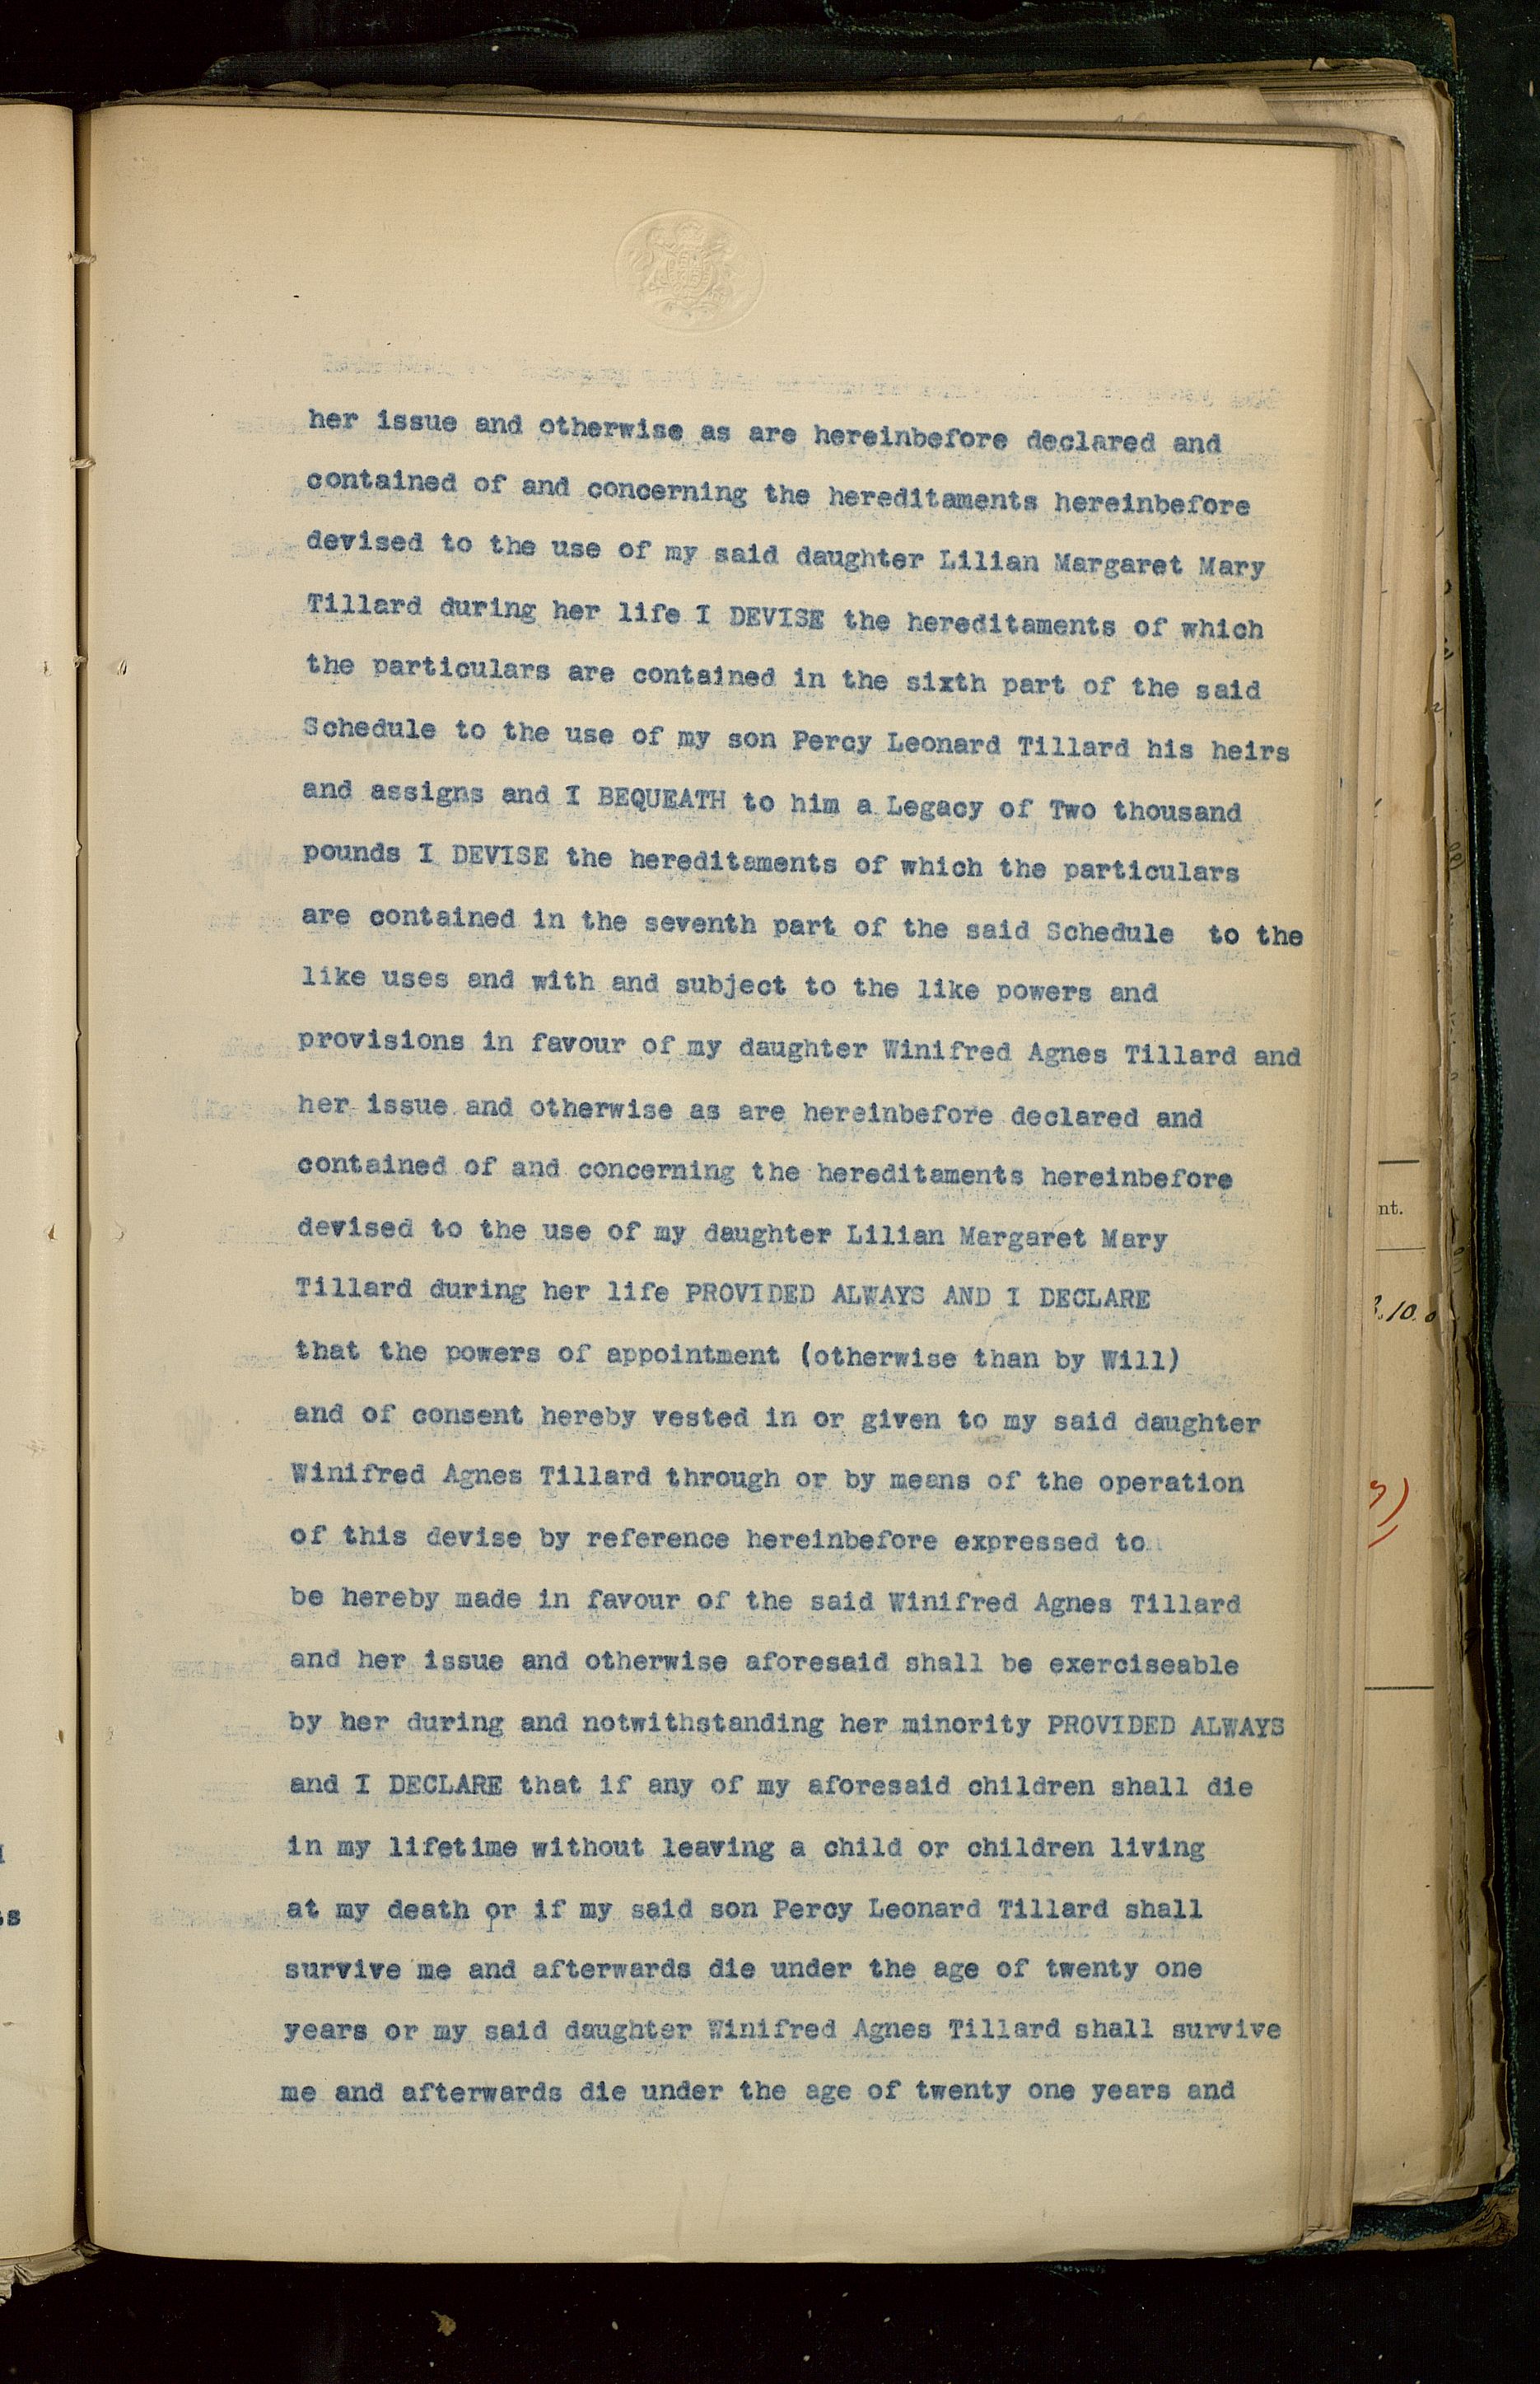 her issue and otherwise as are hereinbefore declared and
contained of and concerning the hereditaments hereinbefore
devised to the use of my said daughter Lilian Margaret Mary
Tillard during her life I DEVISE the hereditaments of which
the particulars are contained in the sixth part of the said
Schedule to the use of my son Percy Leonard Tillard his heirs
and assigns and I BEQUEATH to him a Legacy of Two thousand
pounds I DEVISE the hereditaments of which the particulars
are contained in the seventh part of the said Schedule to the
like uses and with and subject to the like powers and
provisions in favour of my daughter Winifred Agnes Tillard and
her issue and otherwise as are hereinbefore declared and
contained of and concerning the hereditaments hereinbefore
devised to the use of my daughter Lilian Margaret Mary
Tillard during her life PROVIDED ALWAYS AND I DECLARE
that the powers of appointment (otherwise than by Will)
and of consent hereby vested in or given to my said daughter
Winifred Agnes Tillard through or by means of the operation
of this devise by reference hereinbefore expressed to
be hereby made in favour of the said Winifred Agnes Tillard
and her issue and otherwise aforesaid shall be exerciseable
by her during and notwithstanding her minority PROVIDED ALWAYS
and I DECLARE that if any of my aforesaid children shall die
in my lifetime without leaving a child or children living
at my death or if my said son Percy Leonard Tillard shall
survive me and afterwards die under the age of twenty one
years or my said daughter Winifred Agnes Tillard shall survive
me and afterwards die under the age of twenty one years and
nt.
10.0